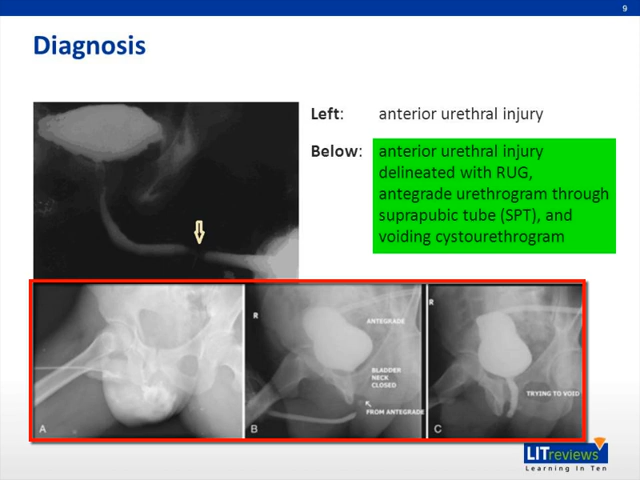 9
Diagnosis
Left: anterior urethral injury
Below: anterior urethral injury
delineated with RUG,
antegrade urethrogram through
suprapubic tube (SPT), and
voiding cystourethrogram
A
R
ANTEGRADE
BLADDER
NECK
CLOSED
FROM ANTEGRADE
B
R
TRYING TO VOID
C
LITreviews
Learning In Ten